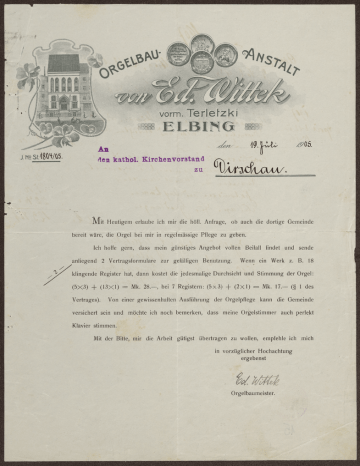 ORGELBAU-ANSTALT
von Ed. Wittek
vorm. Terletzki
ELBING
J. No St. 1804/05.
den 19. Juli 1905.
An
den kathol. Kirchenvorstand
zu Dirschau.
Mit Heutigem erlaube ich mir die höfl. Anfrage, ob auch die dortige Gemeinde
bereit wäre, die Orgel bei mir in regelmässige Pflege zu geben.
Ich hoffe gern, dass mein günstiges Angebot vollen Beifall findet und sende
anliegend 2 Vertragsformulare zur gefälligen Benutzung. Wenn ein Werk z. B. 18
klingende Register hat, dann kostet die jedesmalige Durchsicht und Stimmung der Orgel:
(5×3) + (13×1) = Mk. 28.—, bei 7 Registern: (5×3) + (2×1) = Mk. 17.— (§ 1 des
Vertrages). Von einer gewissenhaften Ausführung der Orgelpflege kann die Gemeinde
versichert sein und möchte ich noch bemerken, dass meine Orgelstimmer auch perfekt
Klavier stimmen.
Mit der Bitte, mir die Arbeit gütigst übertragen zu wollen, empfehle ich mich
in vorzüglicher Hochachtung
ergebenst
Ed. Wittek
Orgelbaumeister.